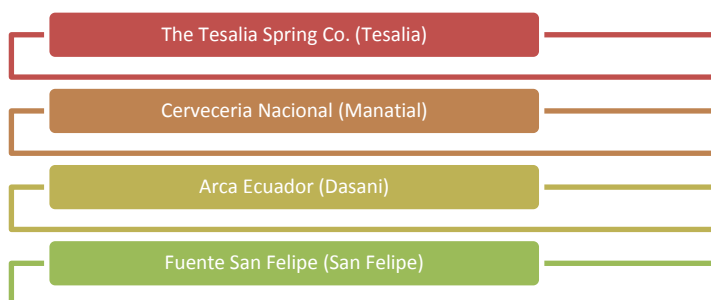 The Tesalia Spring Co. (Tesalia)
Cerveceria Nacional (Manatial)
Arca Ecuador (Dasani)
Fuente San Felipe (San Felipe)